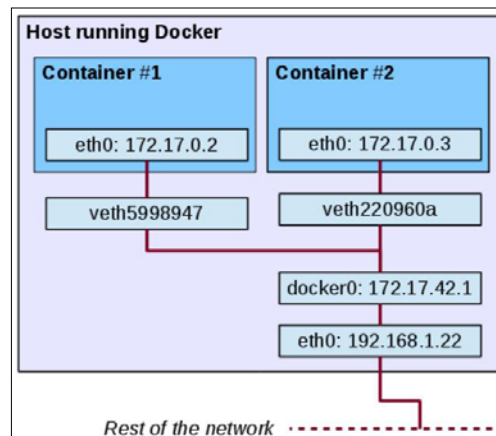 Host running Docker
Container #1
Container #2
eth0: 172.17.0.2
eth0: 172.17.0.3
veth5998947
veth220960a
docker0: 172.17.42.1
eth0: 192.168.1.22
Rest of the network